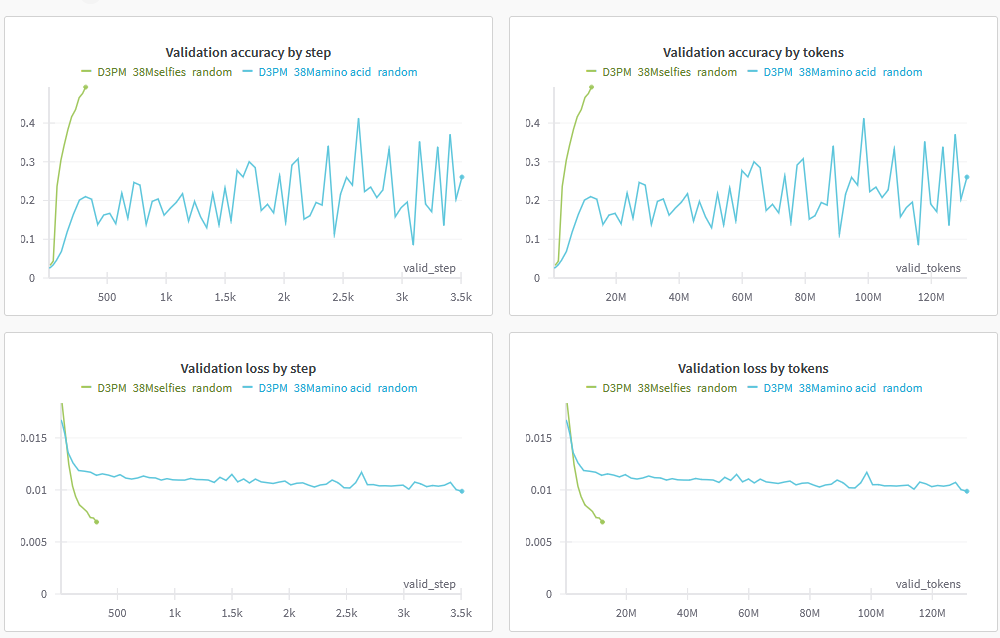 Validation accuracy by step
D3PM 38Mselfies random D3PM 38Mamino acid random
0.4
0.3
0.2
0.1
0
valid_step
500 1k 1.5k 2k 2.5k 3k 3.5k
Validation accuracy by tokens
D3PM 38Mselfies random D3PM 38Mamino acid random
0.4
0.3
0.2
0.1
0
valid_tokens
20M 40M 60M 80M 100M 120M
Validation loss by step
D3PM 38Mselfies random D3PM 38Mamino acid random
0.015
0.01
0.005
0
valid_step
500 1k 1.5k 2k 2.5k 3k 3.5k
Validation loss by tokens
D3PM 38Mselfies random D3PM 38Mamino acid random
0.015
0.01
0.005
0
valid_tokens
20M 40M 60M 80M 100M 120M